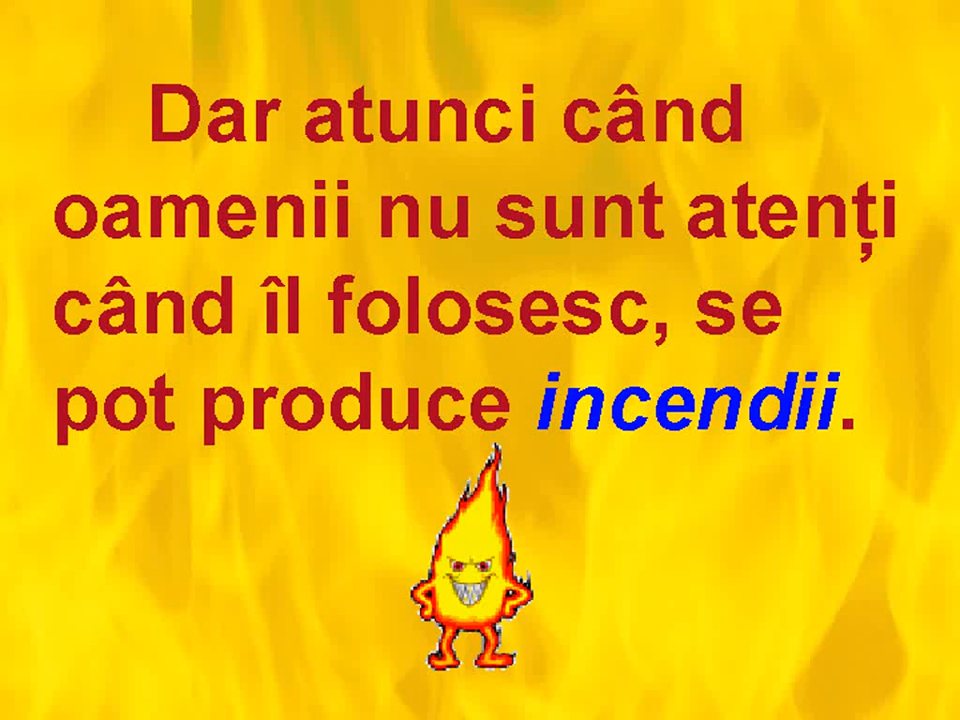 Dar atunci când
oamenii nu sunt atenți
când îl folosesc, se
pot produce incendii.